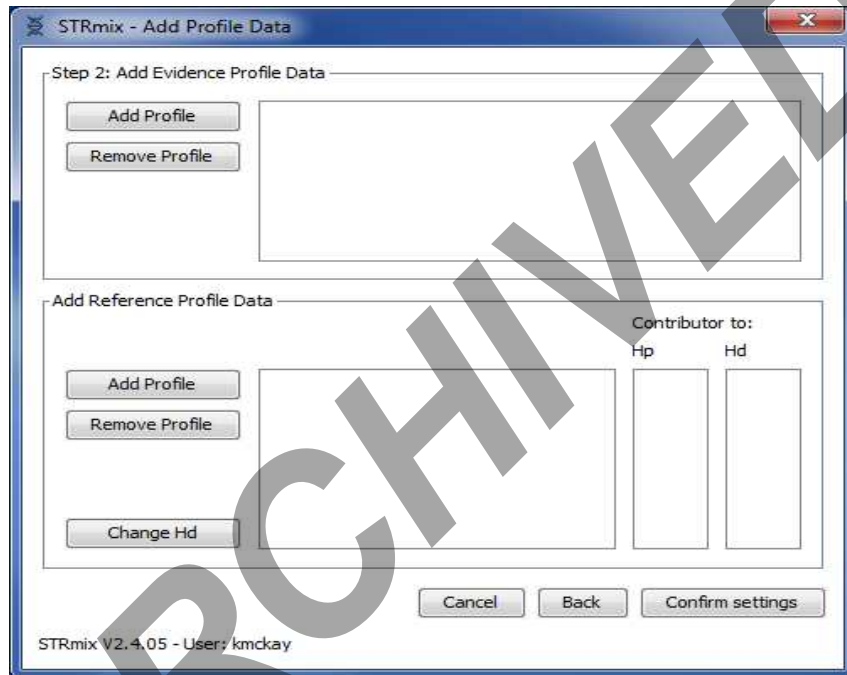 STRmix - Add Profile Data
Step 2: Add Evidence Profile Data
Add Profile
Remove Profile
Add Reference Profile Data
Contributor to:
Hp Hd
Add Profile
Remove Profile
Change Hd
Cancel Back Confirm settings
STRmix V2.4.05 - User: kmckay
RCHIVED